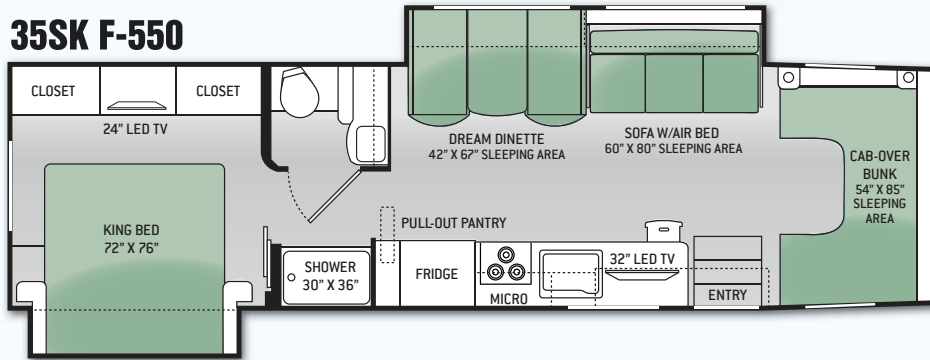 35SK F-550
CLOSET
CLOSET
24" LED TV
DREAM DINETTE
42" X 67" SLEEPING AREA
SOFA W/AIR BED
60" X 80" SLEEPING AREA
CAB-OVER
BUNK
54" X 85"
SLEEPING
AREA
KING BED
72" X 76"
PULL-OUT PANTRY
SHOWER
30" X 36"
FRIDGE
MICRO
32" LED TV
ENTRY